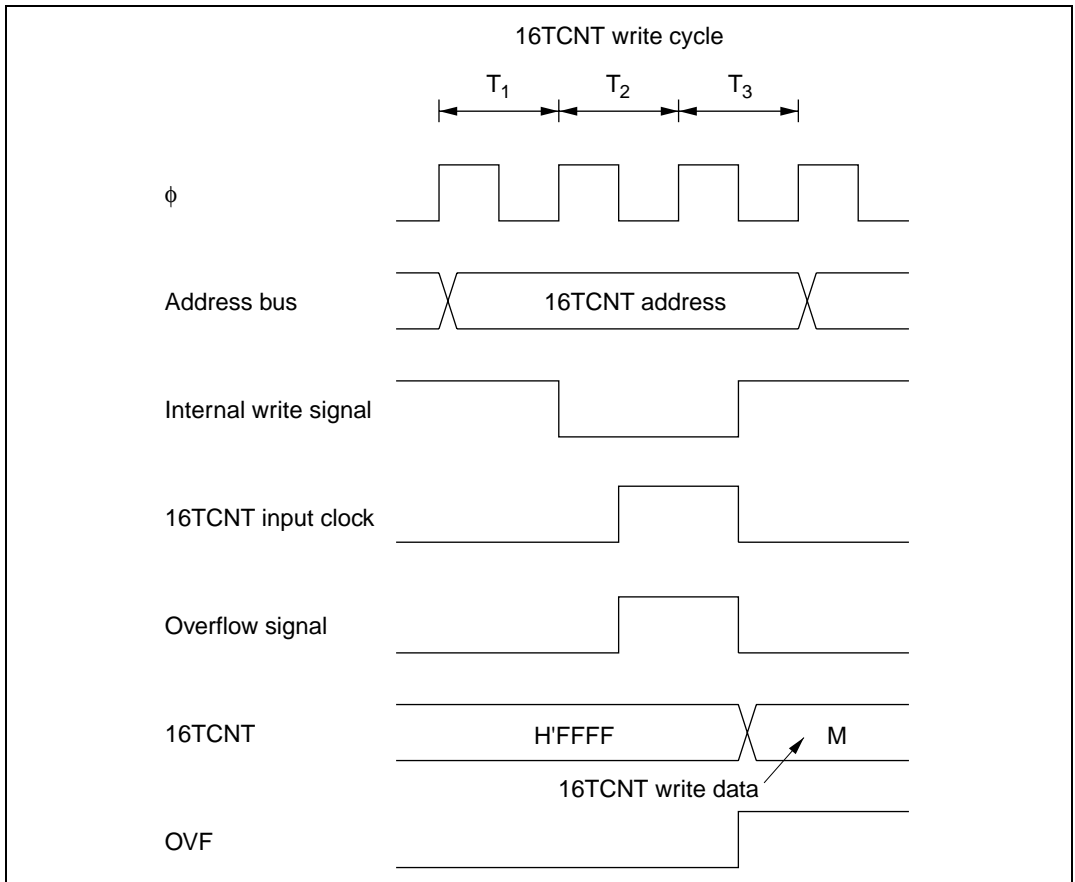 16TCNT write cycle
T1 T2 T3
φ
Address bus 16TCNT address
Internal write signal
16TCNT input clock
Overflow signal
16TCNT H'FFFF M
16TCNT write data
OVF